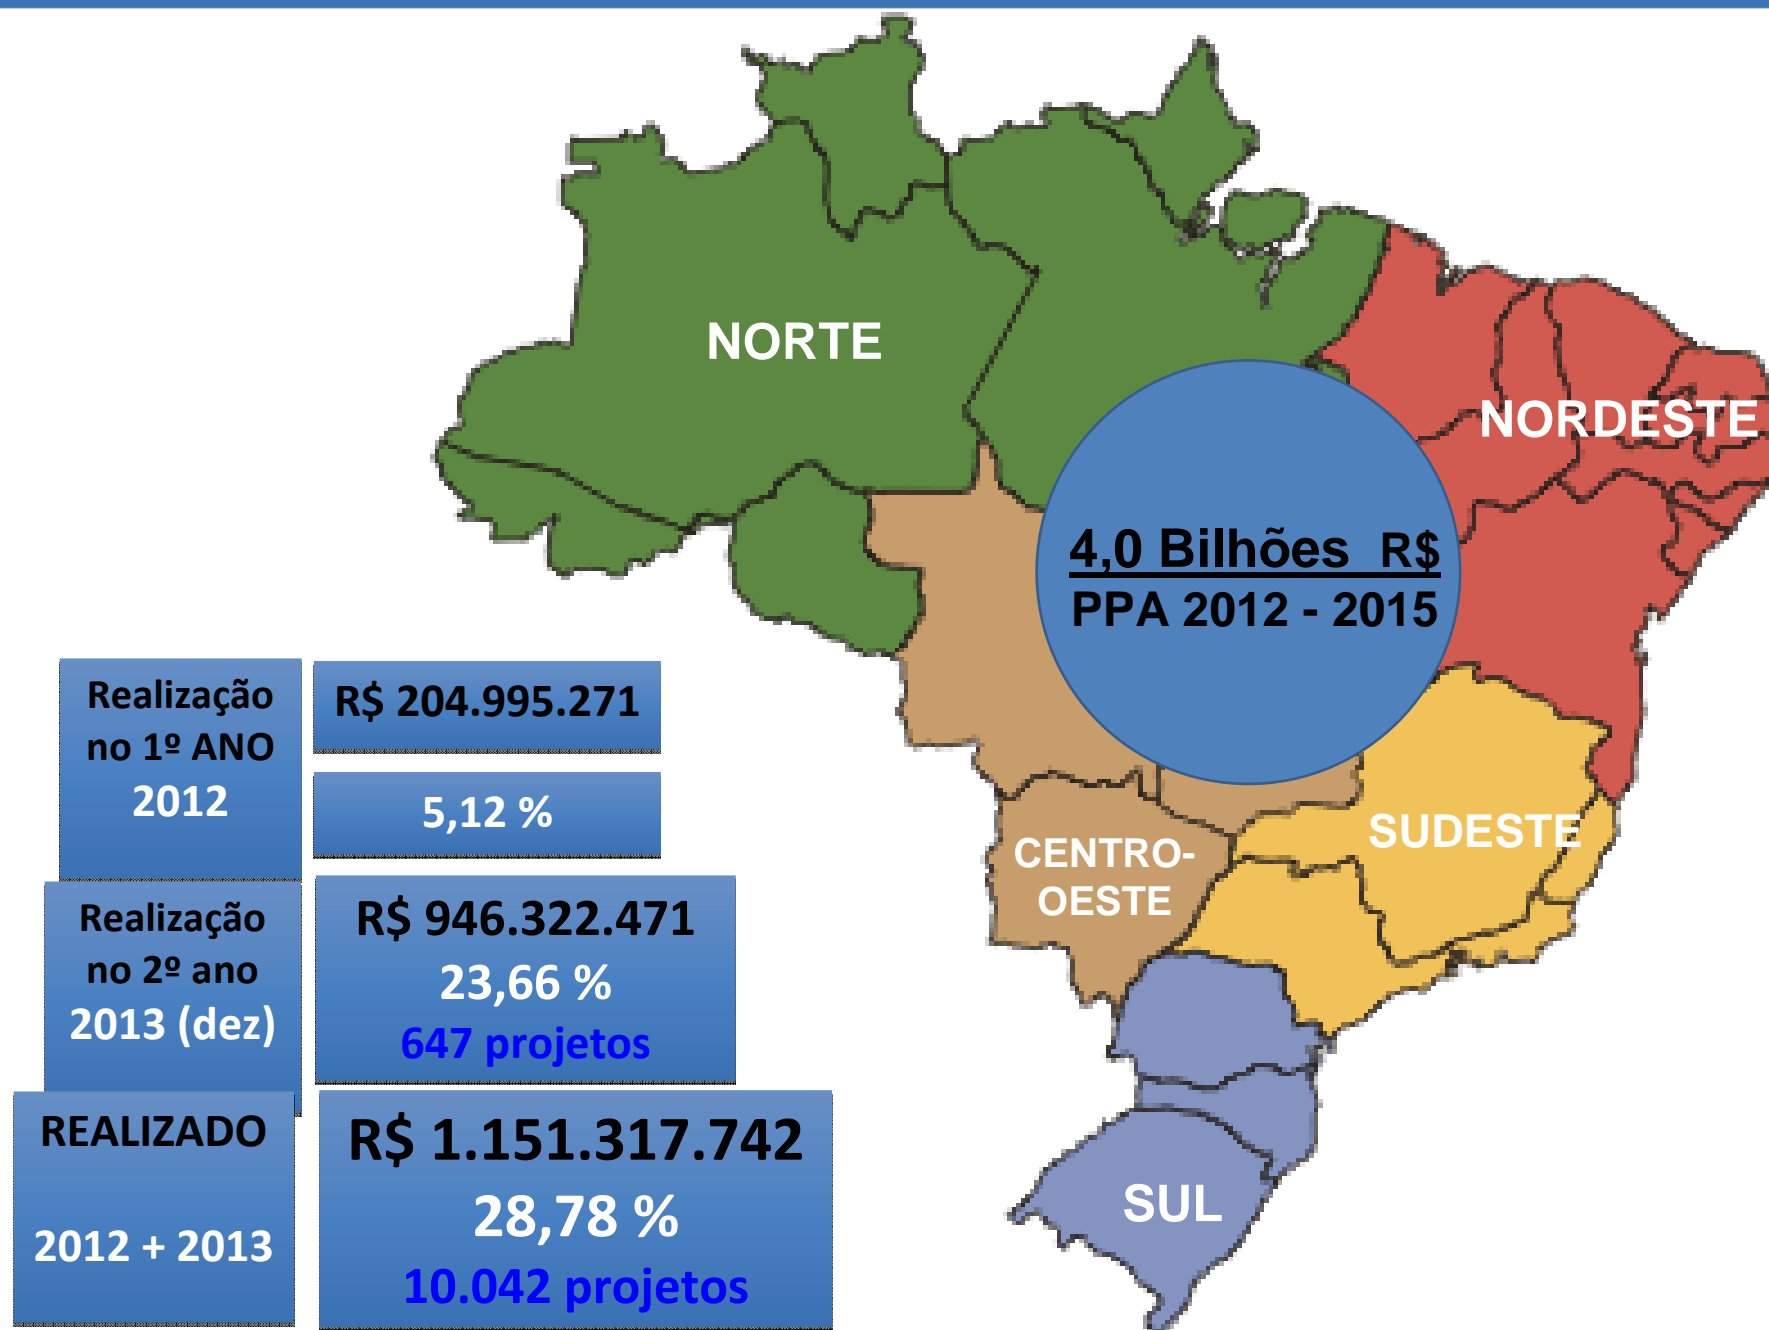 NORTE
NORDESTE
4,0 Bilhões R$
PPA 2012 - 2015
Realização
no 1º ANO
2012
R$ 204.995.271
5,12 %
SUDESTE
CENTRO-
OESTE
Realização
no 2º ano
2013 (dez)
R$ 946.322.471
23,66 %
647 projetos
REALIZADO
2012 + 2013
R$ 1.151.317.742
28,78 %
10.042 projetos
SUL